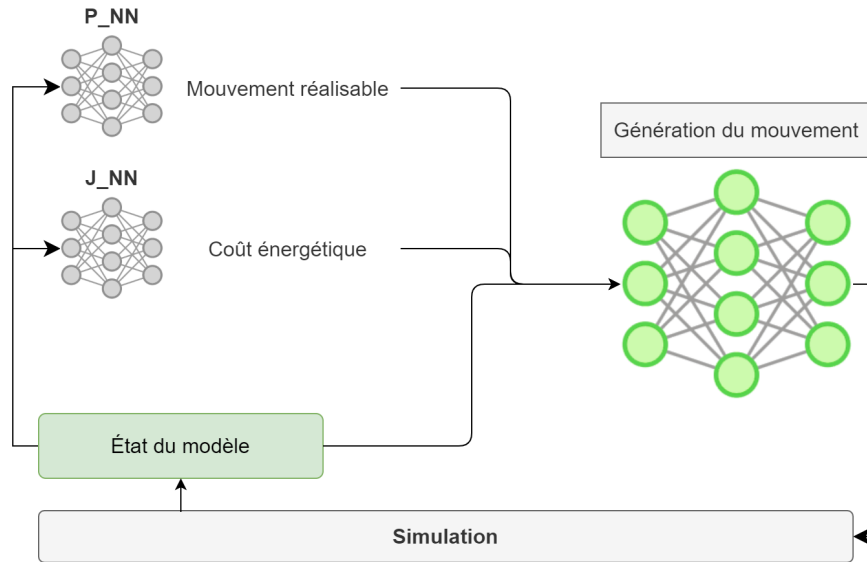 P_NN
Mouvement réalisable
Génération du mouvement
J_NN
Coût énergétique
État du modèle
Simulation